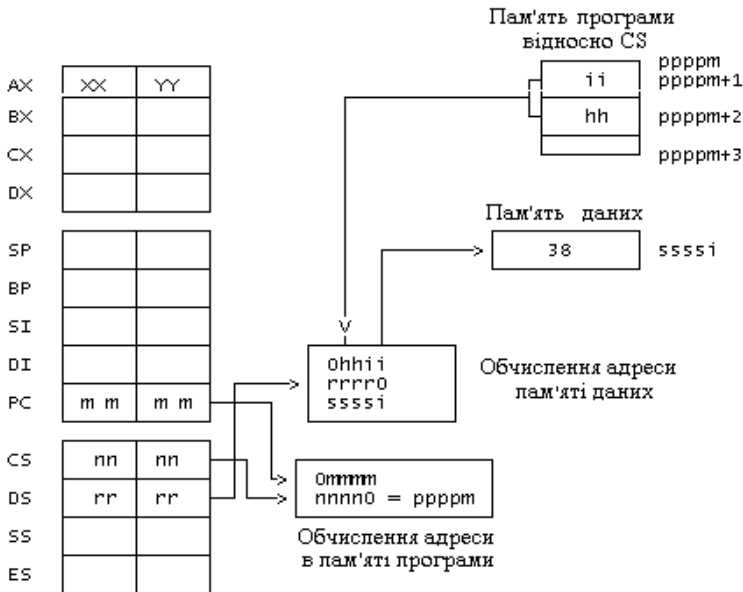 Пам'ять програми
відносно CS
ppppm
ii
ppppm+1
hh
ppppm+2
ppppm+3
AX XX YY
BX
CX
DX
Пам'ять даних
38
ssssi
SP
BP
SI
DI
PC mm mm
V
0hhii
rrrr0
ssssi
Обчислення адреси
пам'яті даних
CS nn nn
DS rr rr
SS
ES
0mmmm
nnnn0 = ppppm
Обчислення адреси
в пам'яті програми